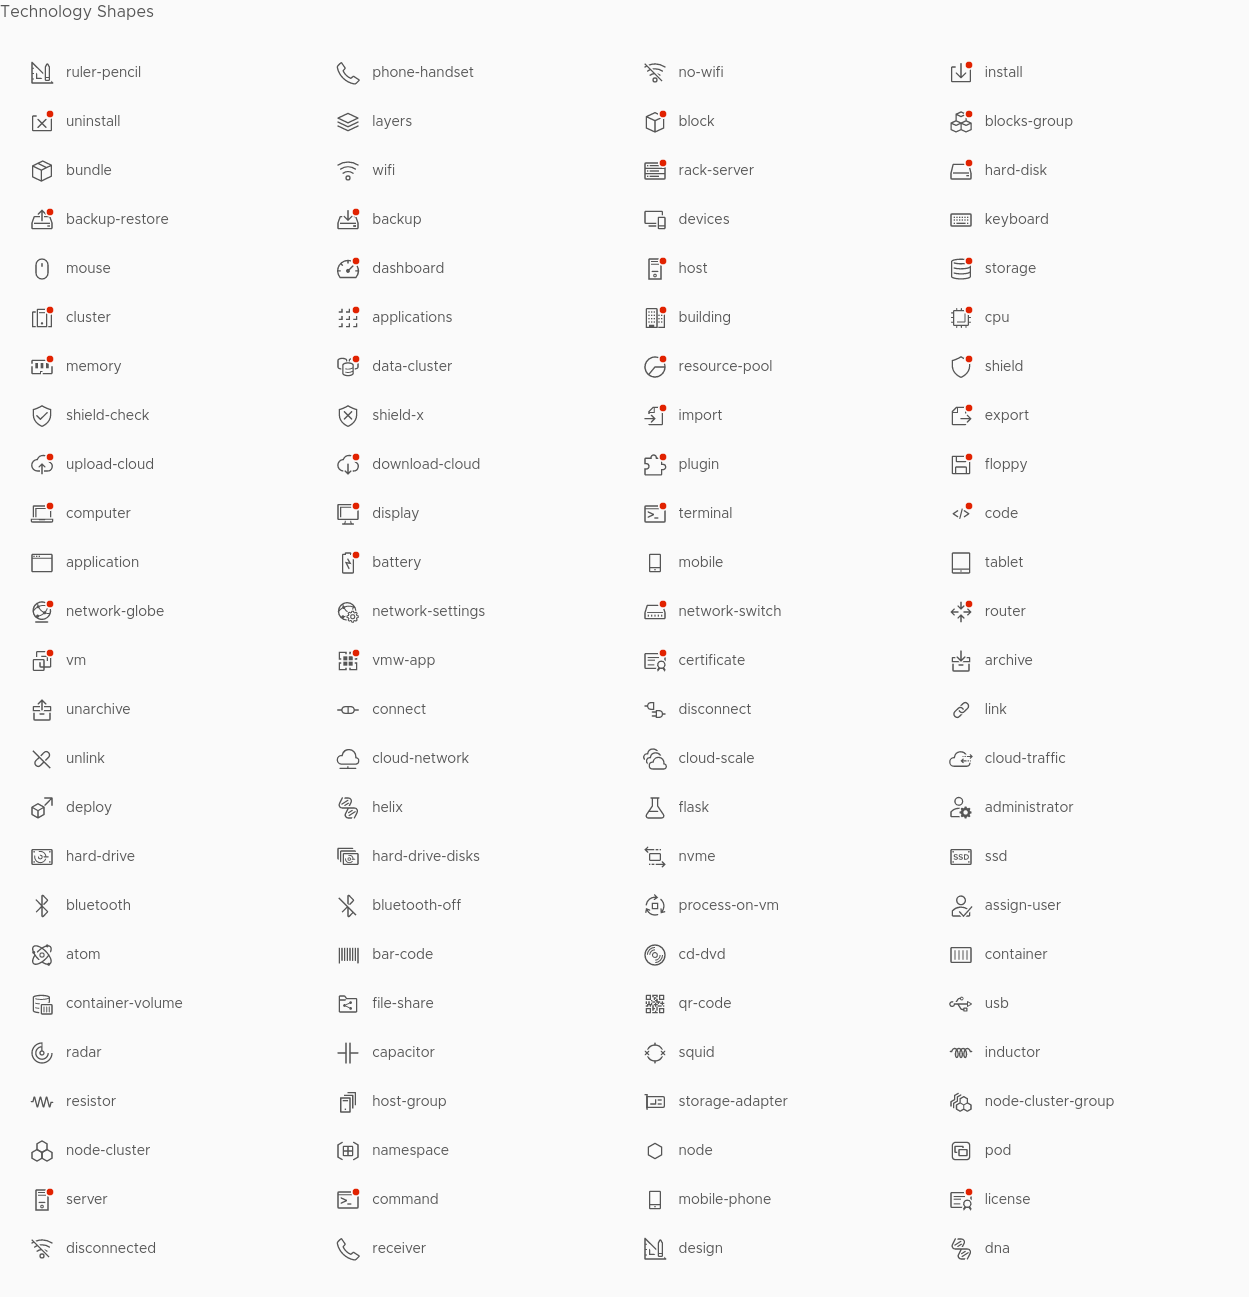 Technology Shapes
ruler-pencil phone-handset no-wifi install
uninstall layers block blocks-group
bundle wifi rack-server hard-disk
backup-restore backup devices keyboard
mouse dashboard host storage
cluster applications building cpu
memory data-cluster resource-pool shield
shield-check shield-x import export
upload-cloud download-cloud plugin floppy
computer display terminal code
application battery mobile tablet
network-globe network-settings network-switch router
vm vmw-app certificate archive
unarchive connect disconnect link
unlink cloud-network cloud-scale cloud-traffic
deploy helix flask administrator
hard-drive hard-drive-disks nvme SSD ssd
bluetooth bluetooth-off process-on-vm assign-user
atom bar-code cd-dvd container
container-volume file-share qr-code usb
radar capacitor squid inductor
resistor host-group storage-adapter node-cluster-group
node-cluster namespace node pod
server command mobile-phone license
disconnected receiver design dna